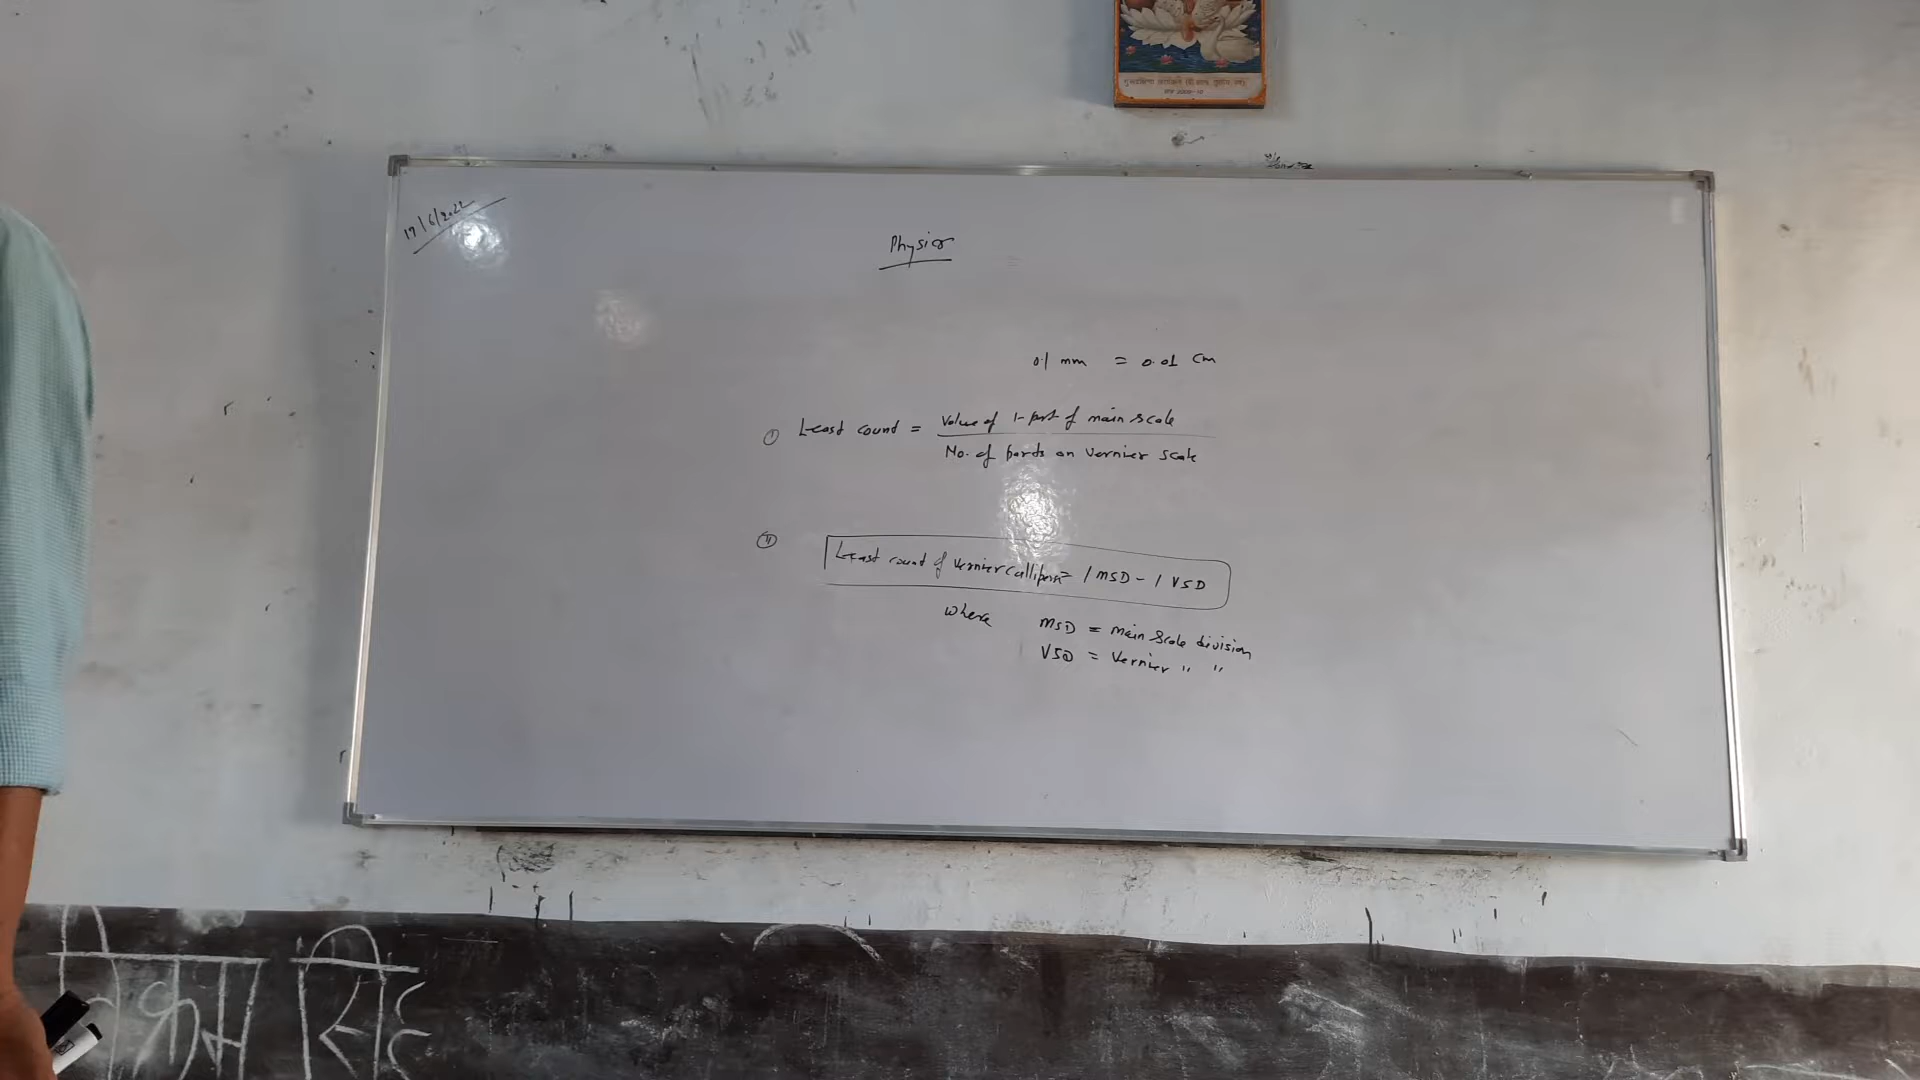 17/6/2022
Physics
0.1 mm = 0.01 cm
① Least count = Value of 1-part of main scale
No. of parts on Vernier scale
② Least count of Vernier callipers = 1 MSD - 1 VSD
where MSD = main scale division
VSD = Vernier " "